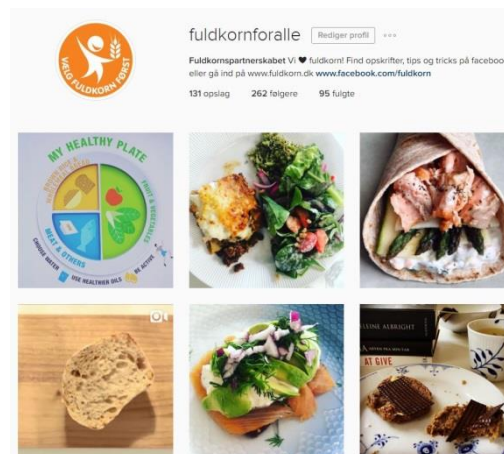 fuldkornforalle Rediger profil
VÆLG FULDKORN FØRST
Fuldkornspartnerskabet Vi ♥ fuldkorn! Find opskrifter, tips og tricks på faceboo
eller gå ind på www.fuldkorn.dk www.facebook.com/fuldkorn
131 opslag 262 følgere 95 fulgte
MY HEALTHY PLATE
FRUIT & VEGETABLES
MEAT & OTHERS
CHOOSE WATER
USE HEALTHIER OILS
BE ACTIVE
ALBRIGHT
AT GIVE